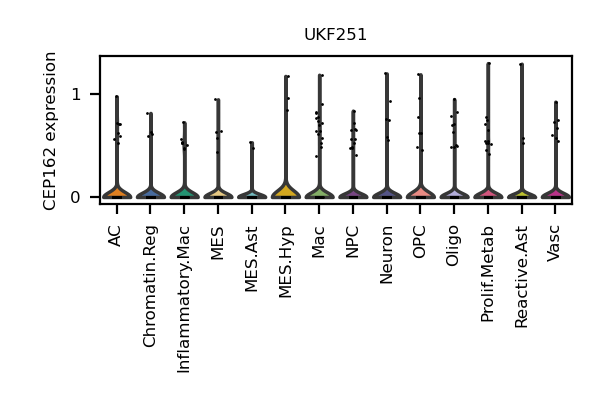 UKF251
CEP162 expression
1
0
AC
Chromatin.Reg
Inflammatory.Mac
MES
MES.Ast
MES.Hyp
Mac
NPC
Neuron
OPC
Oligo
Prolif.Metab
Reactive.Ast
Vasc